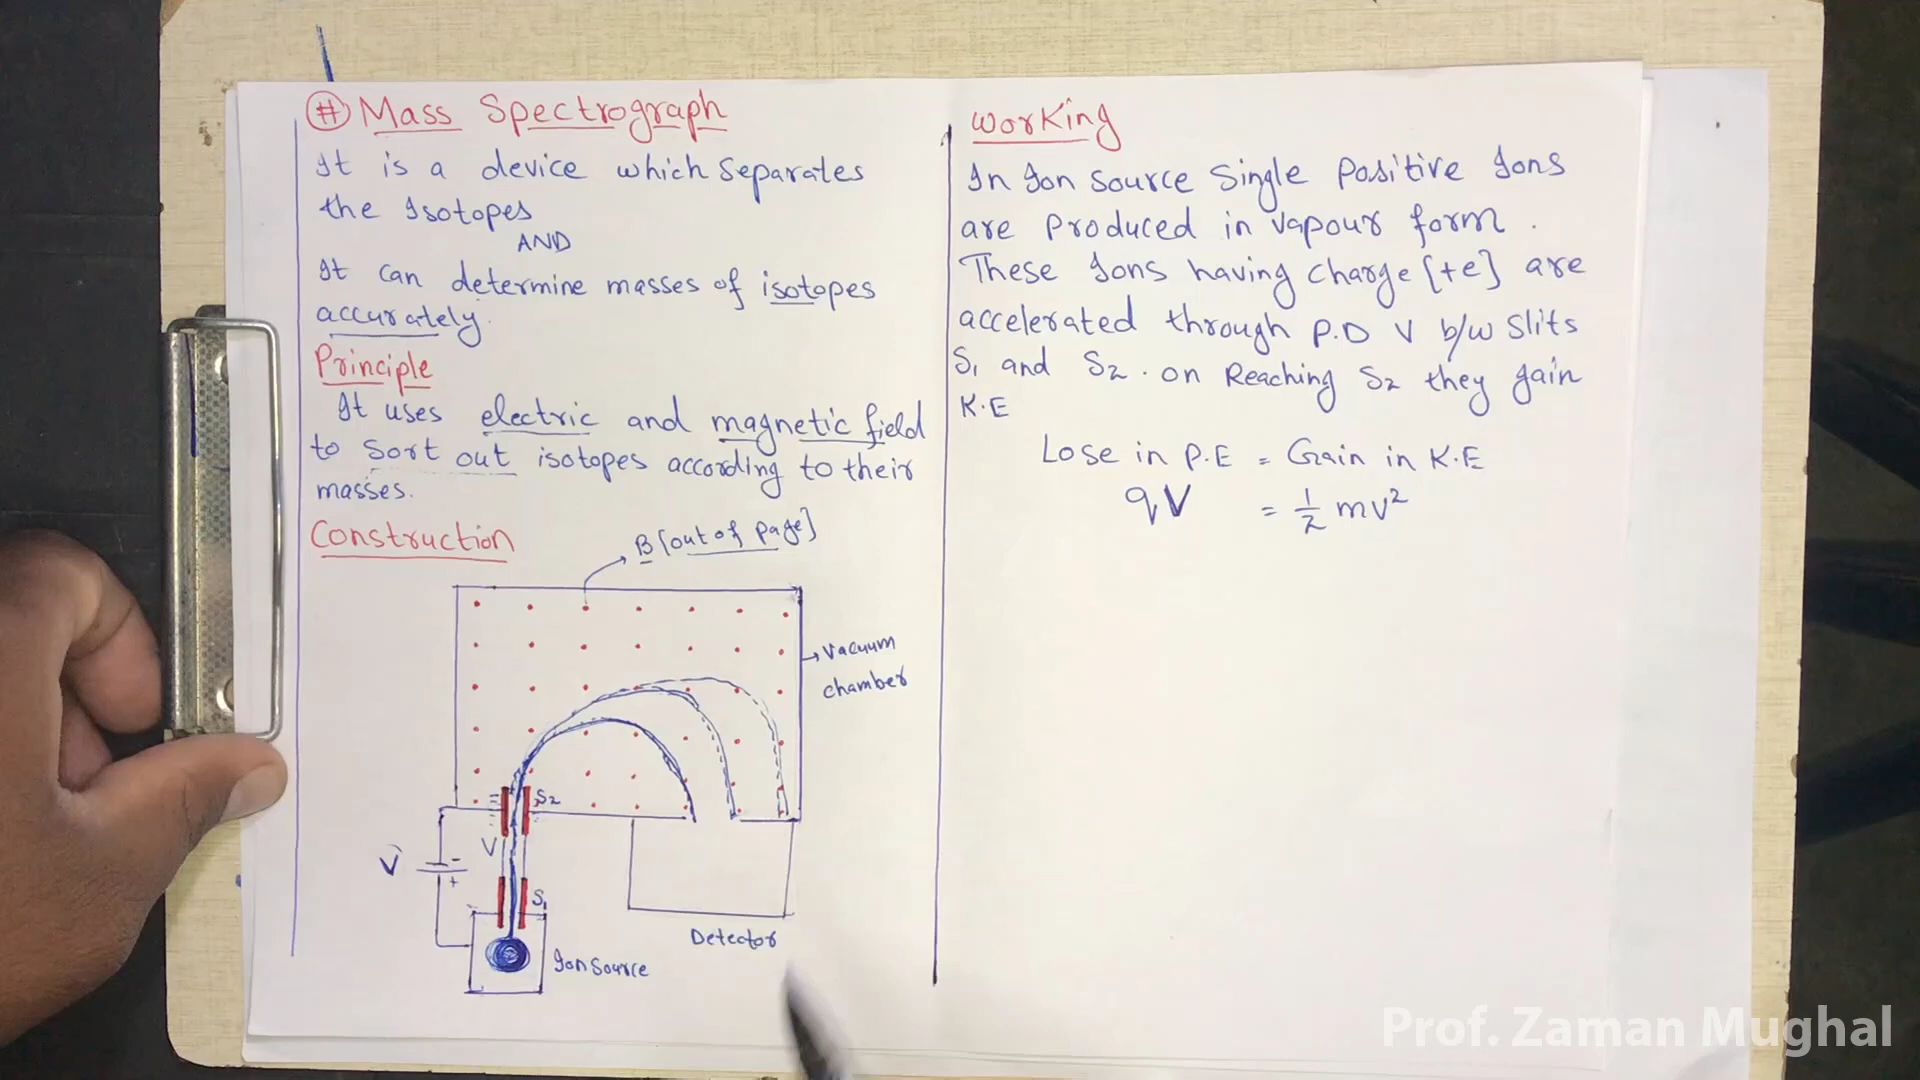 # Mass Spectrograph
It is a device which separates
the Isotopes
AND
It can determine masses of isotopes
accurately.
Principle
It uses electric and magnetic field
to sort out isotopes according to their
masses.
Construction
B [out of page]
Vacuum
chamber
S2
V
V
- +
S1
Detector
Ion Source
Working
In Ion Source Single Positive Ions
are Produced in Vapour form.
These Ions having charge [+e] are
accelerated through P.D V b/w Slits
S1 and S2. on Reaching S2 they gain
K.E
Lose in P.E = Gain in K.E
qV = 1/2 mv²
Prof. Zaman Mughal